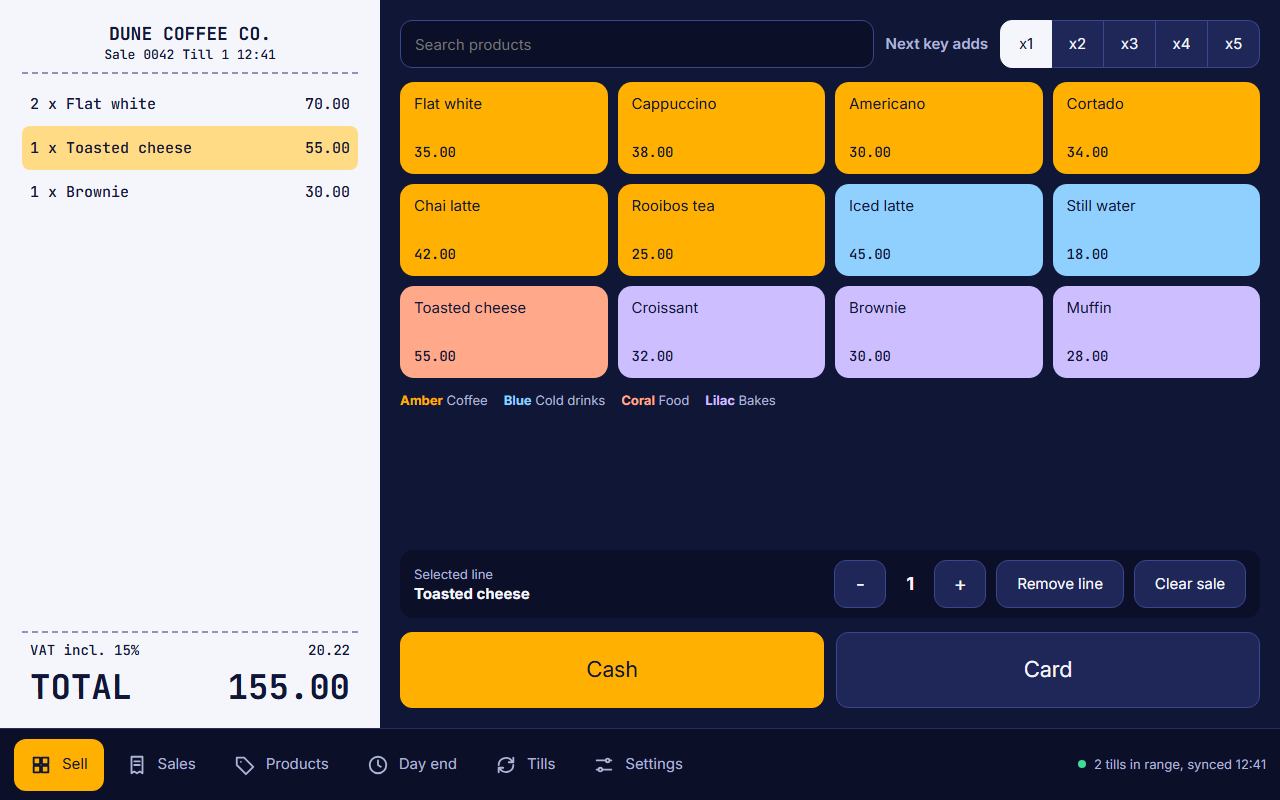 DUNE COFFEE CO.
Sale 0042 Till 1 12:41
2 x Flat white 70.00
1 x Toasted cheese 55.00
1 x Brownie 30.00
VAT incl. 15% 20.22
TOTAL 155.00
Search products
Next key adds x1 x2 x3 x4 x5
Flat white Cappuccino Americano Cortado
35.00 38.00 30.00 34.00
Chai latte Rooibos tea Iced latte Still water
42.00 25.00 45.00 18.00
Toasted cheese Croissant Brownie Muffin
55.00 32.00 30.00 28.00
Amber Coffee Blue Cold drinks Coral Food Lilac Bakes
Selected line
Toasted cheese
- 1 + Remove line Clear sale
Cash Card
Sell Sales Products Day end Tills Settings
2 tills in range, synced 12:41